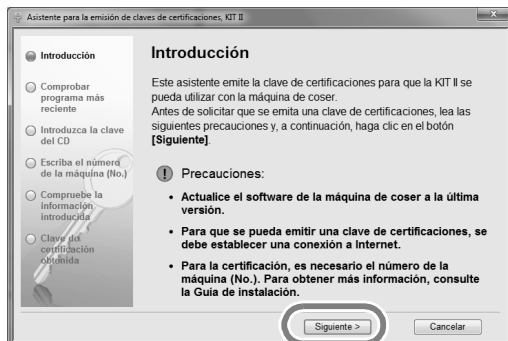 Asistente para la emisión de claves de certificaciones, KIT II
Introducción
Comprobar
programa más
reciente
Introduzca la clave
del CD
Escriba el número
de la máquina (No.)
Compruebe la
información
introducida
Clave de
certificación
obtenida
Introducción
Este asistente emite la clave de certificaciones para que la KIT II se
pueda utilizar con la máquina de coser.
Antes de solicitar que se emita una clave de certificaciones, lea las
siguientes precauciones y, a continuación, haga clic en el botón
[Siguiente].
Precauciones:
• Actualice el software de la máquina de coser a la última
versión.
• Para que se pueda emitir una clave de certificaciones, se
debe establecer una conexión a Internet.
• Para la certificación, es necesario el número de la
máquina (No.). Para obtener más información, consulte
la Guía de instalación.
Siguiente >
Cancelar